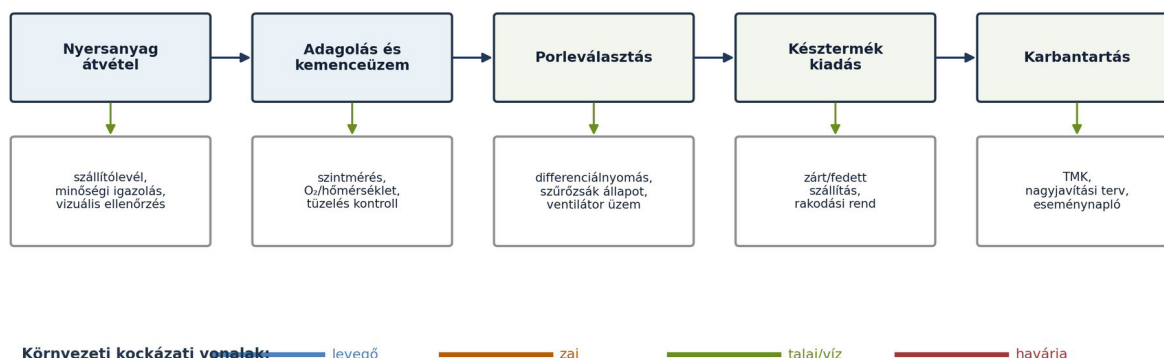 Nyersanyag
átvétel
Adagolás és
kemenceüzem
Porleválasztás
Késztermék
kiadás
Karbantartás
szállítólevél,
minőségi igazolás,
vizuális ellenőrzés
szintmérés,
O₂/hőmérséklet,
tüzelés kontroll
differenciálnyomás,
szűrőzsák állapot,
ventilátor üzem
zárt/fedett
szállítás,
rakodási rend
TMK,
nagyjavítási terv,
eseménynapló
Környezeti kockázati vonalak: levegő zaj talaj/víz havária